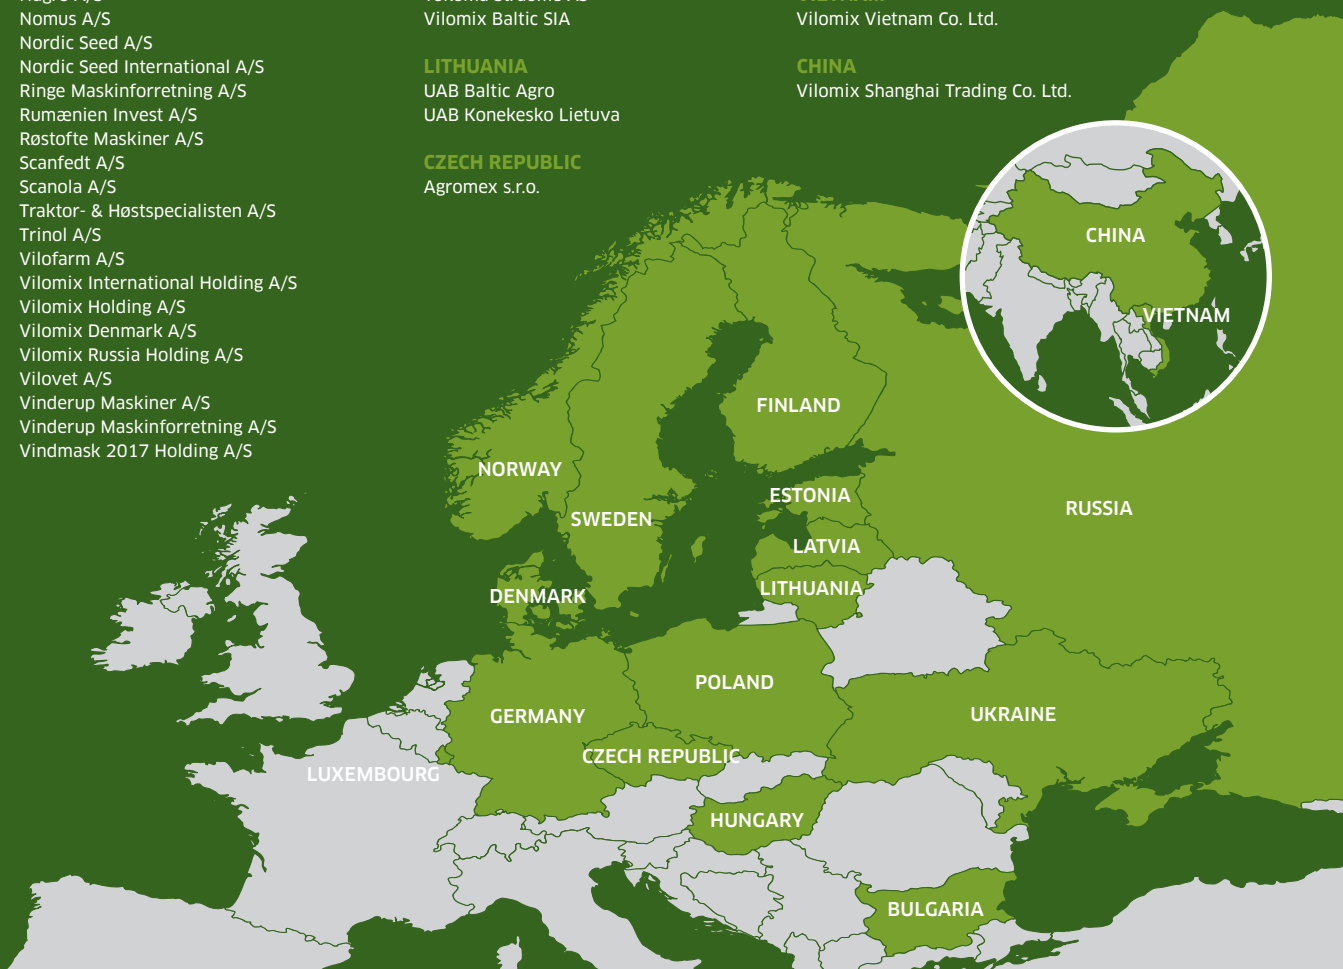 Nomus A/S
Nordic Seed A/S
Nordic Seed International A/S
Ringe Maskinforretning A/S
Rumænien Invest A/S
Røstofte Maskiner A/S
Scanfedt A/S
Scanola A/S
Traktor- & Høstspecialisten A/S
Trinol A/S
Vilofarm A/S
Vilomix International Holding A/S
Vilomix Holding A/S
Vilomix Denmark A/S
Vilomix Russia Holding A/S
Vilovet A/S
Vinderup Maskiner A/S
Vinderup Maskinforretning A/S
Vindmask 2017 Holding A/S
Vilomix Baltic SIA
LITHUANIA
UAB Baltic Agro
UAB Konekesko Lietuva
CZECH REPUBLIC
Agromex s.r.o.
Vilomix Vietnam Co. Ltd.
CHINA
Vilomix Shanghai Trading Co. Ltd.
CHINA
VIETNAM
FINLAND
NORWAY
ESTONIA
RUSSIA
SWEDEN
LATVIA
LITHUANIA
DENMARK
POLAND
GERMANY
UKRAINE
CZECH REPUBLIC
LUXEMBOURG
HUNGARY
BULGARIA